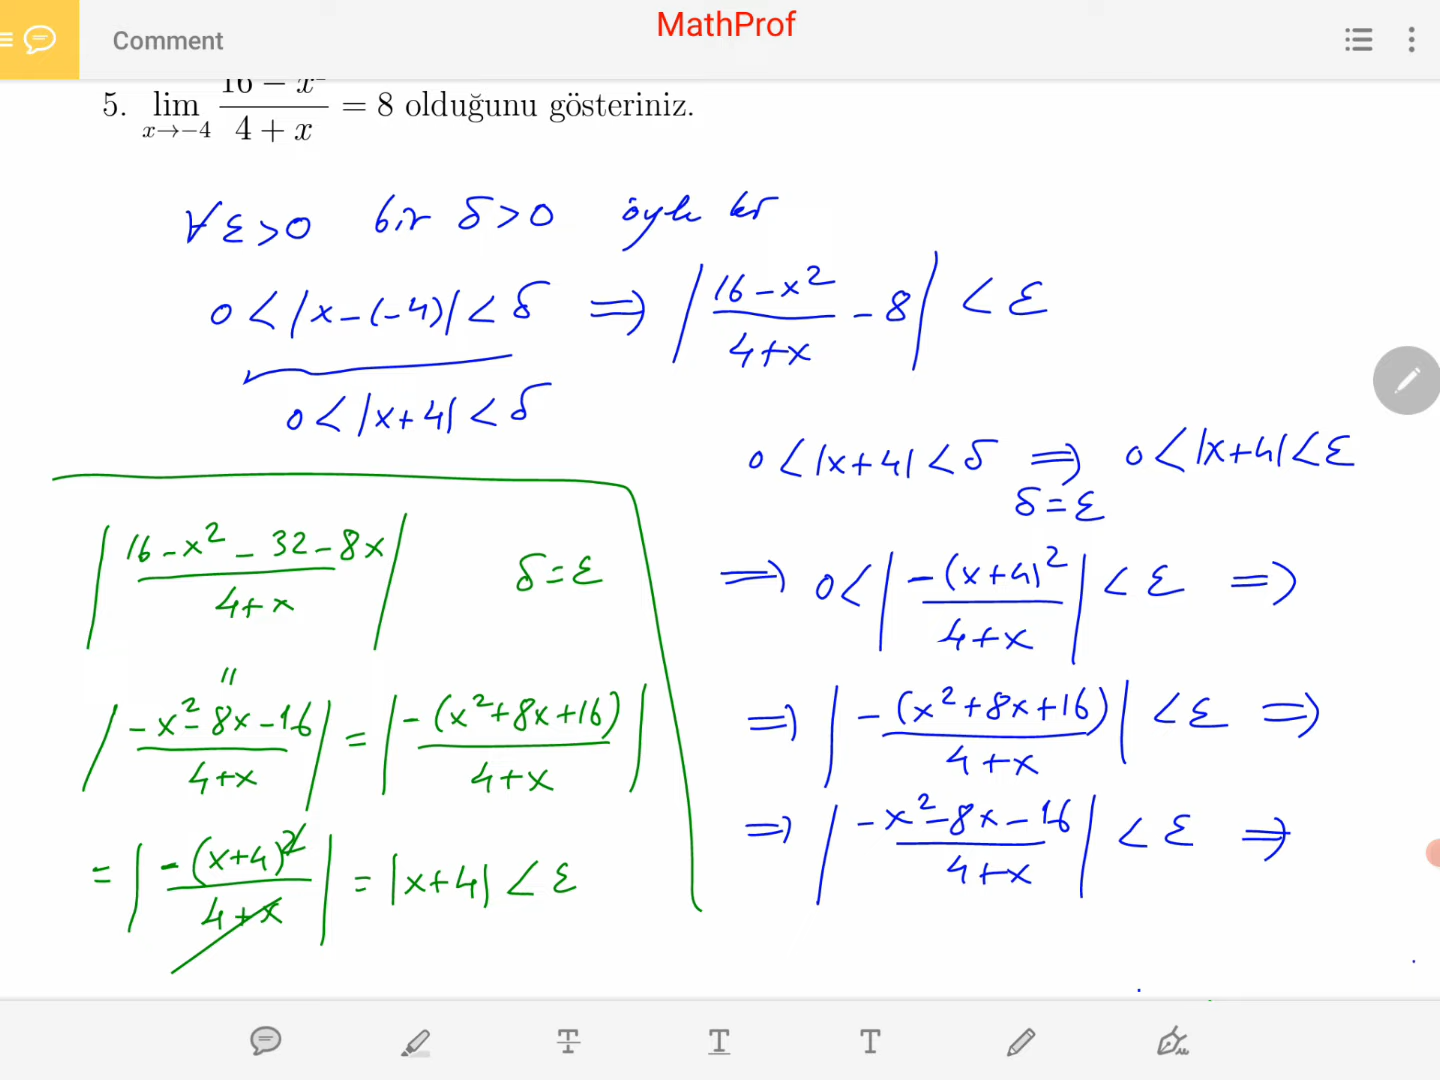 MathProf
Comment
5. lim x→−4 (16 − x²)/(4 + x) = 8 olduğunu gösteriniz.
∀ε>0 bir δ>0 öyle ki
0<|x-(-4)|<δ ⇒ |(16-x²)/(4+x) - 8| < ε
0<|x+4|<δ
0<|x+4|<δ ⇒ 0<|x+4|<ε
δ=ε
|(16-x²-32-8x)/(4+x)| δ=ε
=
|(-x²-8x-16)/(4+x)| = |-(x²+8x+16)/(4+x)|
= |-(x+4)²/(4+x)| = |x+4| < ε
⇒ 0<|-(x+4)²/(4+x)| < ε ⇒
⇒ |-(x²+8x+16)/(4+x)| < ε ⇒
⇒ |(-x²-8x-16)/(4+x)| < ε ⇒
T T T